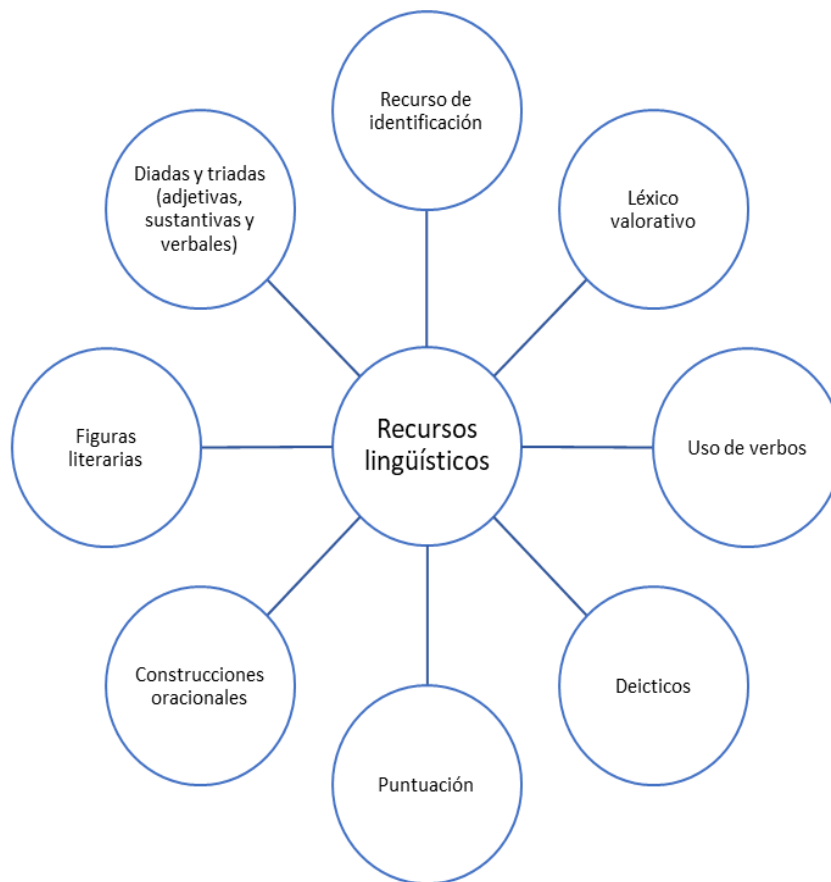 Recurso de
identificación
Léxico
valorativo
Uso de verbos
Deicticos
Puntuación
Construcciones
oracionales
Figuras
literarias
Diadas y triadas
(adjetivas,
sustantivas y
verbales)
Recursos
lingüísticos